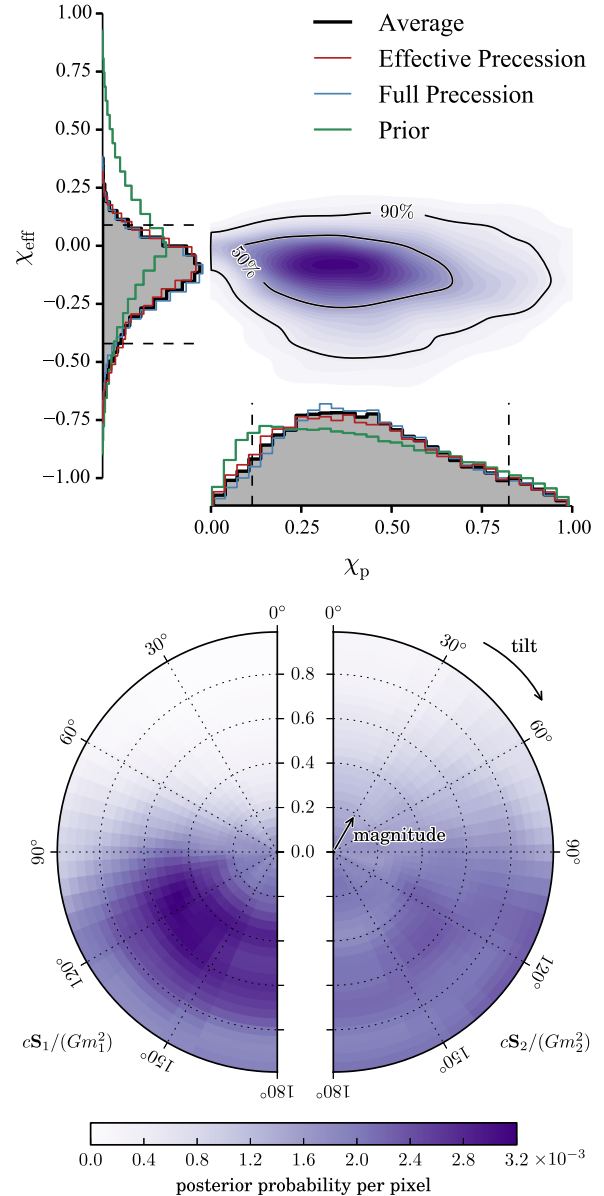 Average
Effective Precession
Full Precession
Prior
1.00
0.75
0.50
0.25
0.00
−0.25
−0.50
−0.75
−1.00
χeff
90%
50%
0.00 0.25 0.50 0.75 1.00
χp
0° 0°
30° 30° tilt
60° 60°
0.8
0.6
0.4
0.2
magnitude
90° 0.0 90°
120° 120°
150° 150°
cS₁/(Gm₁²) cS₂/(Gm₂²)
180° 180°
0.0 0.4 0.8 1.2 1.6 2.0 2.4 2.8 3.2 ×10⁻³
posterior probability per pixel